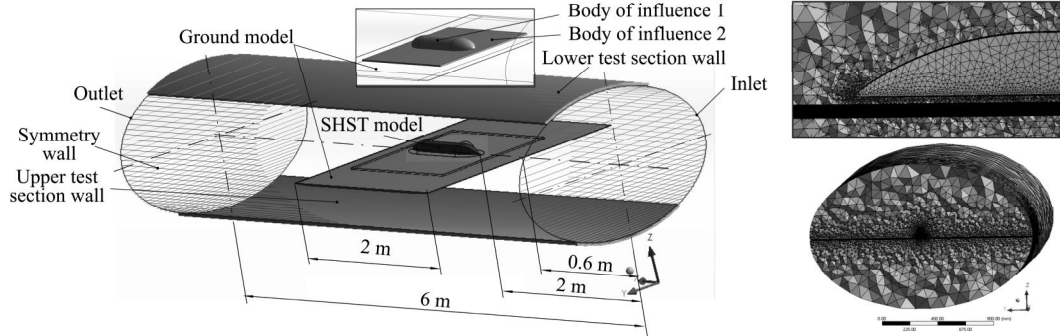 Body of influence 1
Body of influence 2
Ground model
Lower test section wall
Outlet
Inlet
SHST model
Symmetry
wall
Upper test
section wall
2 m
0.6 m
2 m
6 m
Z
Y
0.00
450.00
900.00 (mm)
225.00
675.00
Z
Y